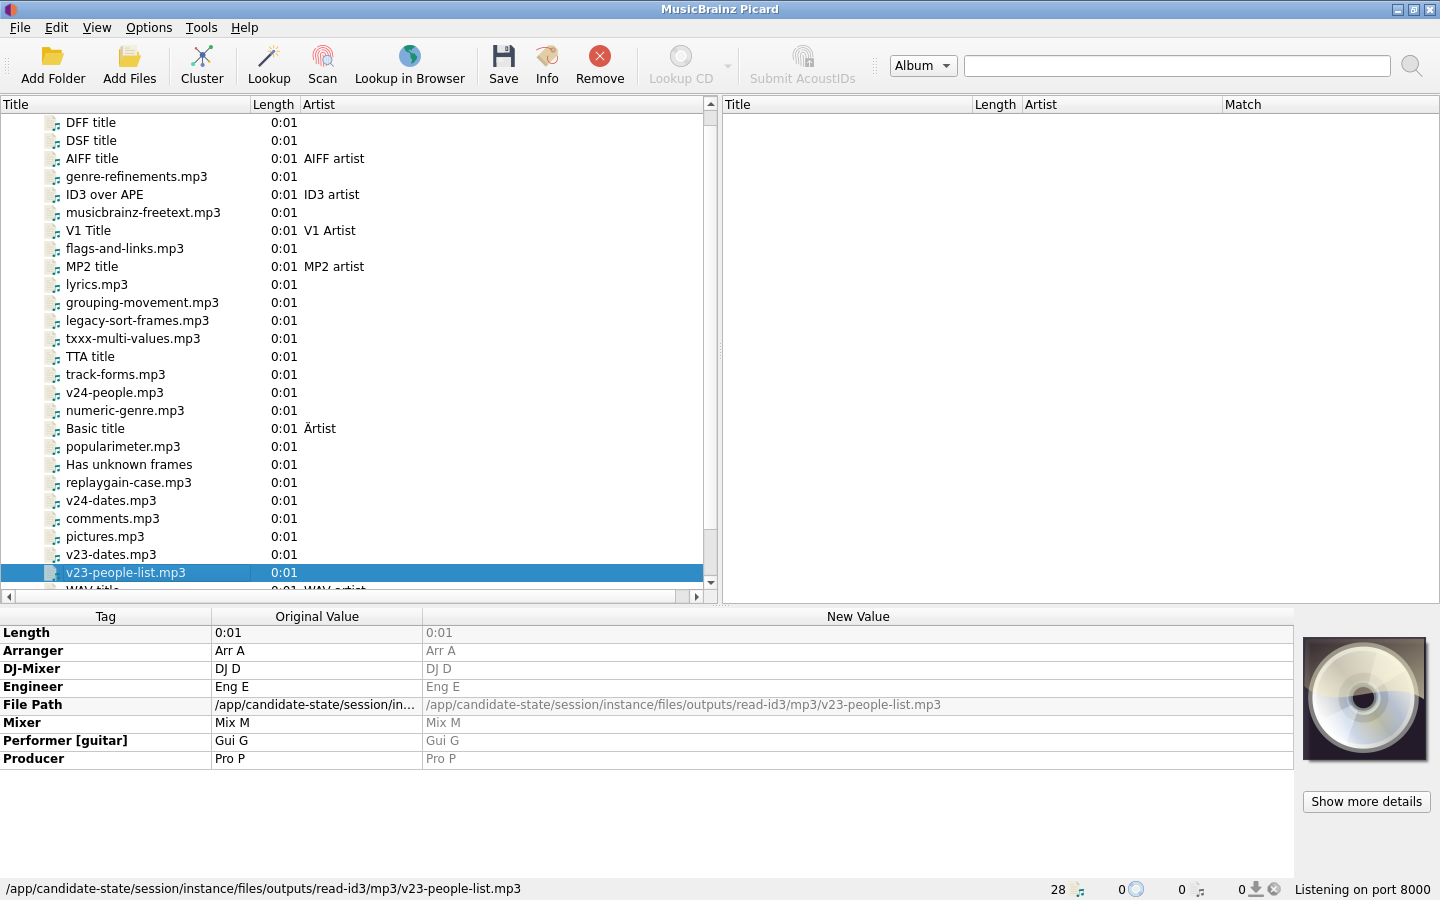 MusicBrainz Picard
File Edit View Options Tools Help
Add Folder Add Files Cluster Lookup Scan Lookup in Browser Save Info Remove Lookup CD Submit AcoustIDs Album
Title Length Artist
Title Length Artist Match
DFF title 0:01
DSF title 0:01
AIFF title 0:01 AIFF artist
genre-refinements.mp3 0:01
ID3 over APE 0:01 ID3 artist
musicbrainz-freetext.mp3 0:01
V1 Title 0:01 V1 Artist
flags-and-links.mp3 0:01
MP2 title 0:01 MP2 artist
lyrics.mp3 0:01
grouping-movement.mp3 0:01
legacy-sort-frames.mp3 0:01
txxx-multi-values.mp3 0:01
TTA title 0:01
track-forms.mp3 0:01
v24-people.mp3 0:01
numeric-genre.mp3 0:01
Basic title 0:01 Ärtist
popularimeter.mp3 0:01
Has unknown frames 0:01
replaygain-case.mp3 0:01
v24-dates.mp3 0:01
comments.mp3 0:01
pictures.mp3 0:01
v23-dates.mp3 0:01
v23-people-list.mp3 0:01
WAV title 0:01 WAV artist
Tag Original Value New Value
Length 0:01 0:01
Arranger Arr A Arr A
DJ-Mixer DJ D DJ D
Engineer Eng E Eng E
File Path /app/candidate-state/session/in... /app/candidate-state/session/instance/files/outputs/read-id3/mp3/v23-people-list.mp3
Mixer Mix M Mix M
Performer [guitar] Gui G Gui G
Producer Pro P Pro P
Show more details
/app/candidate-state/session/instance/files/outputs/read-id3/mp3/v23-people-list.mp3 28 0 0 0 Listening on port 8000